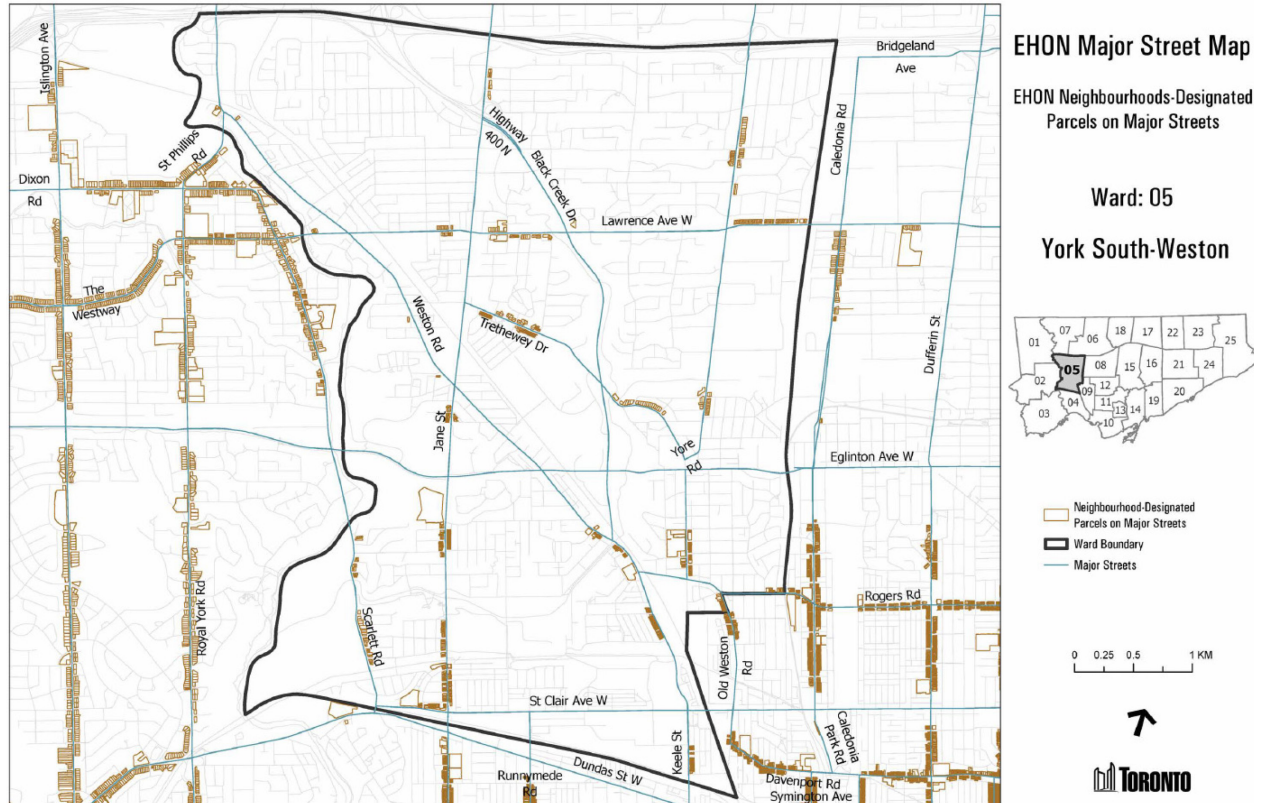 Islington Ave
St Phillips
Rd
Dixon
Rd
The
Westway
Royal York Rd
Scarlett Rd
Weston Rd
Jane St
Trethewey Dr
Highway
400 N
Black Creek Dr
Lawrence Ave W
Caledonia Rd
Bridgeland
Ave
Dufferin St
Yore
Rd
Eglinton Ave W
Rogers Rd
Old Weston
Rd
St Clair Ave W
Keele St
Caledonia
Park Rd
Dundas St W
Runnymede
Rd
Davenport Rd
Symington Ave
EHON Major Street Map
EHON Neighbourhoods-Designated
Parcels on Major Streets
Ward: 05
York South-Weston
01
07
06
18
17
22
23
25
02
05
08
15
16
21
24
03
04
09
12
11
13
10
14
19
20
Neighbourhood-Designated
Parcels on Major Streets
Ward Boundary
Major Streets
0 0.25 0.5 1 KM
TORONTO